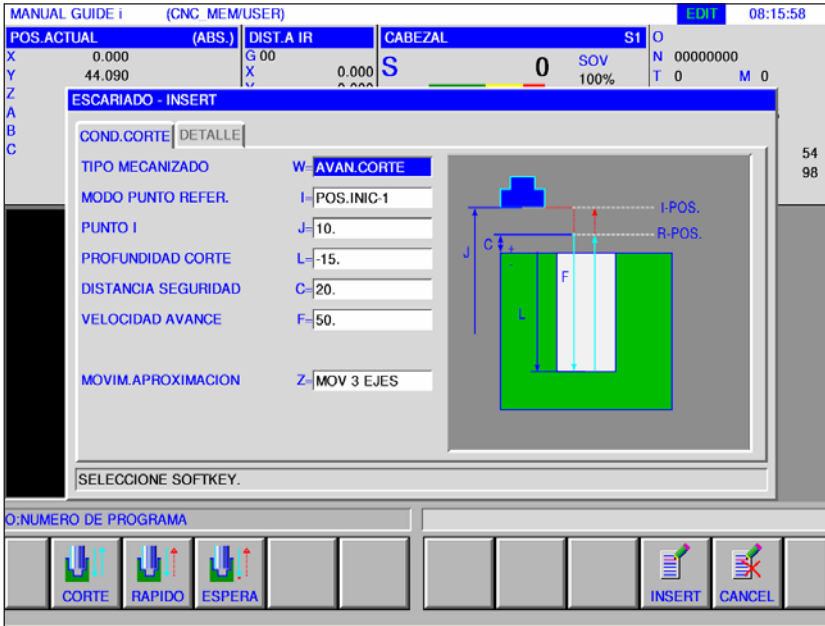 MANUAL GUIDE i (CNC_MEM/USER) EDIT 08:15:58
POS.ACTUAL (ABS.) DIST.A IR CABEZAL S1 O
X 0.000 G 00 S 0 SOV N 00000000
Y 44.090 X 0.000 100% T 0 M 0
Z
A
B
C
54
98
ESCARIADO - INSERT
COND.CORTE DETALLE
TIPO MECANIZADO W=AVAN.CORTE
MODO PUNTO REFER. I=POS.INIC-1
PUNTO I J=10.
PROFUNDIDAD CORTE L=-15.
DISTANCIA SEGURIDAD C=20.
VELOCIDAD AVANCE F=50.
MOVIM.APROXIMACION Z=MOV 3 EJES
I-POS.
R-POS.
J C + -
F
L
SELECCIONE SOFTKEY.
O:NUMERO DE PROGRAMA
CORTE RAPIDO ESPERA INSERT CANCEL